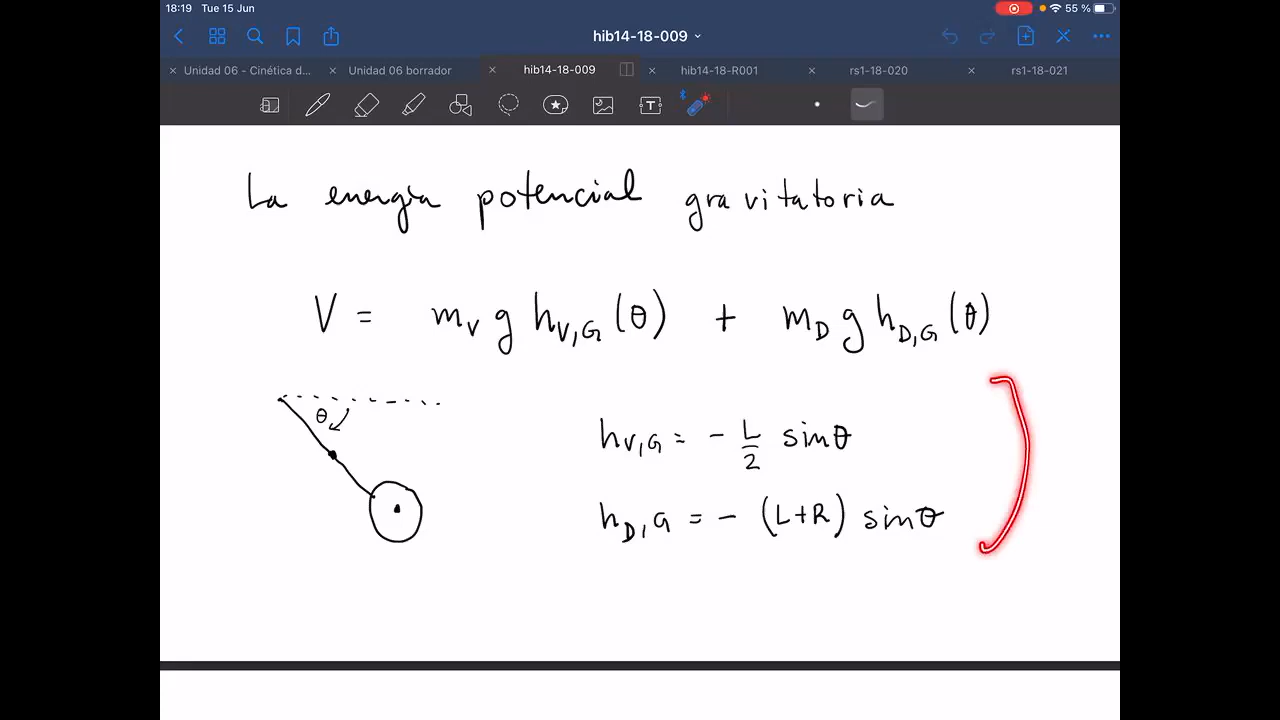 18:19 Tue 15 Jun 55 %
hib14-18-009
Unidad 06 - Cinética d... Unidad 06 borrador hib14-18-009 hib14-18-R001 rs1-18-020 rs1-18-021
La energía potencial gravitatoria
V = m_V g h_{V,G} (θ) + m_D g h_{D,G} (θ)
θ
h_{V,G} = - L/2 sinθ
h_{D,G} = - (L+R) sinθ